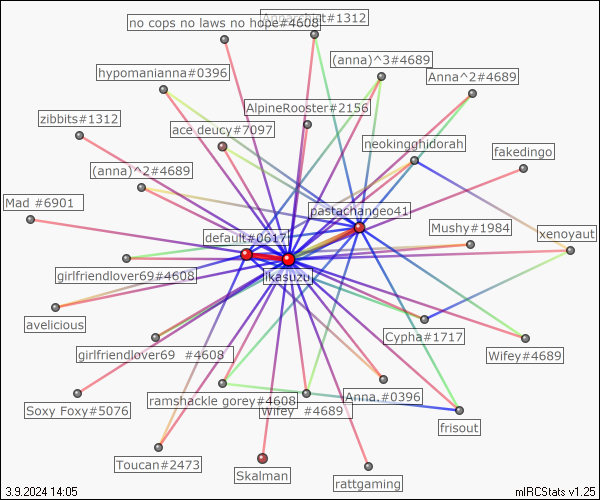 no cops no laws no hope#4608
#1312
(anna)^3#4689
hypomanianna#0396
Anna^2#4689
AlpineRooster#2156
zibbits#1312
ace deucy#7097
neokingghidorah
fakedingo
(anna)^2#4689
Mad #6901
pastachangeo41
Mushy#1984
xenoyaut
default#0617
girlfriendlover69#4608
ikasuzu
avelicious
Cypha#1717
girlfriendlover69 #4608
Wifey#4689
Soxy Foxy#5076
ramshackle gorey#4608
Anna.#0396
Wifey #4689
frisout
Toucan#2473
Skalman
rattgaming
3.9.2024 14:05
mIRCStats v1.25